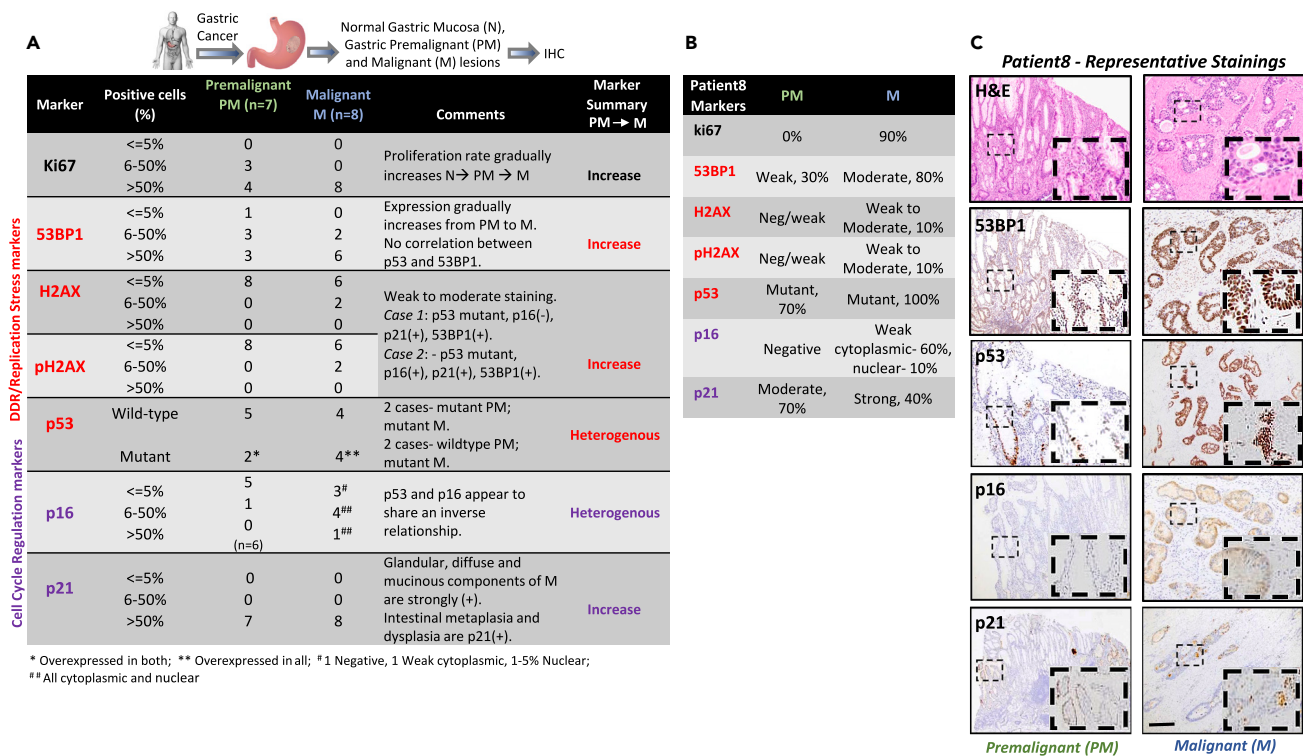 A
Gastric
Cancer
Normal Gastric Mucosa (N),
Gastric Premalignant (PM)
and Malignant (M) lesions
IHC
Marker
Positive cells
(%)
Premalignant
PM (n=7)
Malignant
M (n=8)
Comments
Marker
Summary
PM → M
DDR/Replication Stress markers
Cell Cycle Regulation markers
Ki67
<=5% 0 0
6-50% 3 0
>50% 4 8
Proliferation rate gradually
increases N→ PM → M
Increase
53BP1
<=5% 1 0
6-50% 3 2
>50% 3 6
Expression gradually
increases from PM to M.
No correlation between
p53 and 53BP1.
Increase
H2AX
<=5% 8 6
6-50% 0 2
>50% 0 0
pH2AX
<=5% 8 6
6-50% 0 2
>50% 0 0
Weak to moderate staining.
Case 1: p53 mutant, p16(-),
p21(+), 53BP1(+).
Case 2: - p53 mutant,
p16(+), p21(+), 53BP1(+).
Increase
p53
Wild-type 5 4
Mutant 2* 4**
2 cases- mutant PM;
mutant M.
2 cases- wildtype PM;
mutant M.
Heterogenous
p16
<=5% 5 3#
6-50% 1 4##
>50% 0 1##
(n=6)
p53 and p16 appear to
share an inverse
relationship.
Heterogenous
p21
<=5% 0 0
6-50% 0 0
>50% 7 8
Glandular, diffuse and
mucinous components of M
are strongly (+).
Intestinal metaplasia and
dysplasia are p21(+).
Increase
* Overexpressed in both; ** Overexpressed in all; # 1 Negative, 1 Weak cytoplasmic, 1-5% Nuclear;
## All cytoplasmic and nuclear
B
Patient8
Markers
PM
M
ki67 0% 90%
53BP1 Weak, 30% Moderate, 80%
H2AX
Neg/weak
Weak to
Moderate, 10%
pH2AX
Neg/weak
Weak to
Moderate, 10%
p53
Mutant,
70%
Mutant, 100%
p16
Negative
Weak
cytoplasmic- 60%,
nuclear- 10%
p21
Moderate,
70%
Strong, 40%
C
Patient8 - Representative Stainings
H&E
53BP1
p53
p16
p21
Premalignant (PM)
Malignant (M)